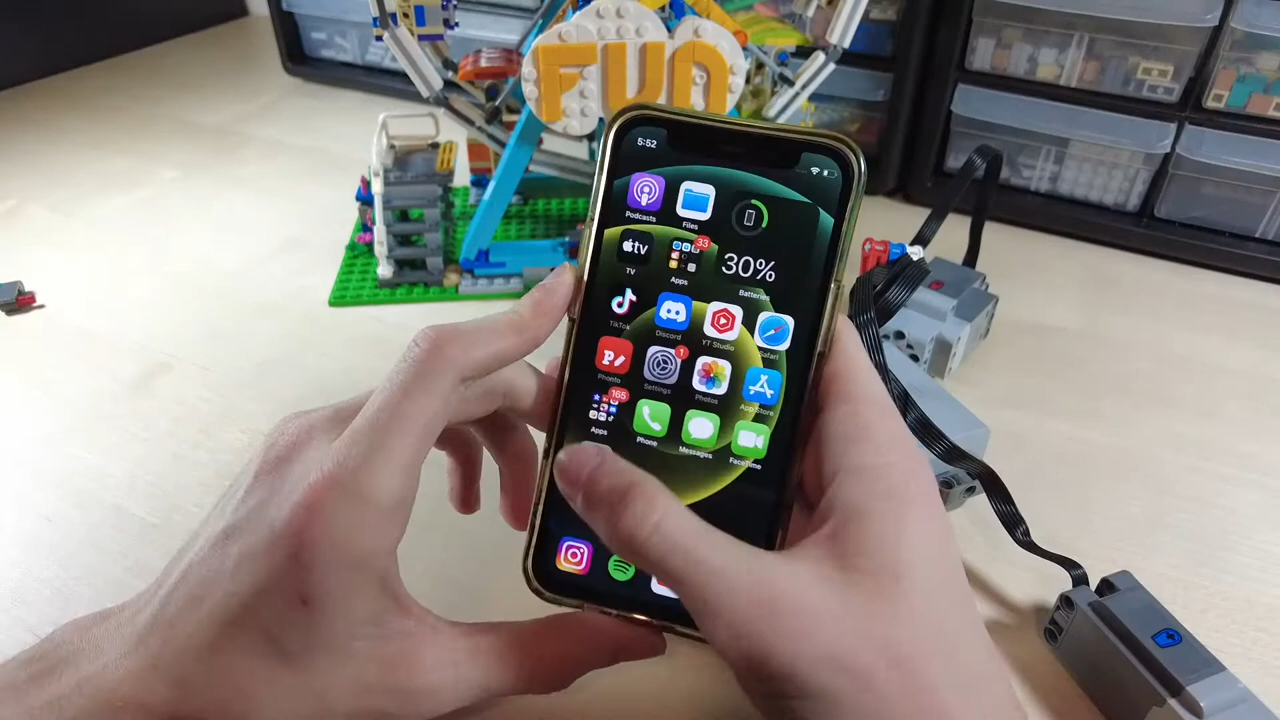 FUN
5:52
Podcasts
Files
tv
33
TV
Apps
30%
Batteries
TikTok
Discord
YT Studio
Safari
P
1
Phonto
Settings
Photos
App Store
165
Apps
Phone
Messages
FaceTime